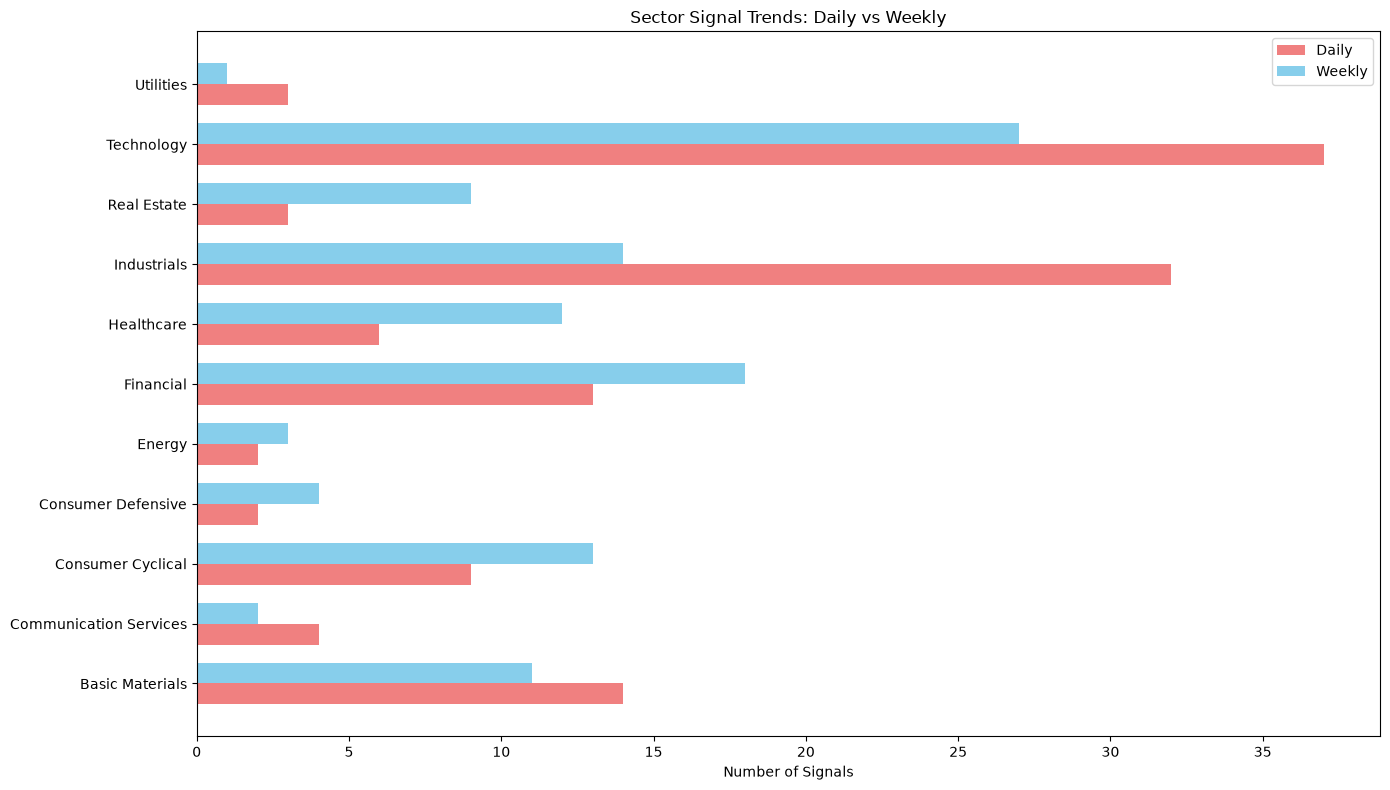 Sector Signal Trends: Daily vs Weekly
Daily
Weekly
Utilities
Technology
Real Estate
Industrials
Healthcare
Financial
Energy
Consumer Defensive
Consumer Cyclical
Communication Services
Basic Materials
0 5 10 15 20 25 30 35
Number of Signals